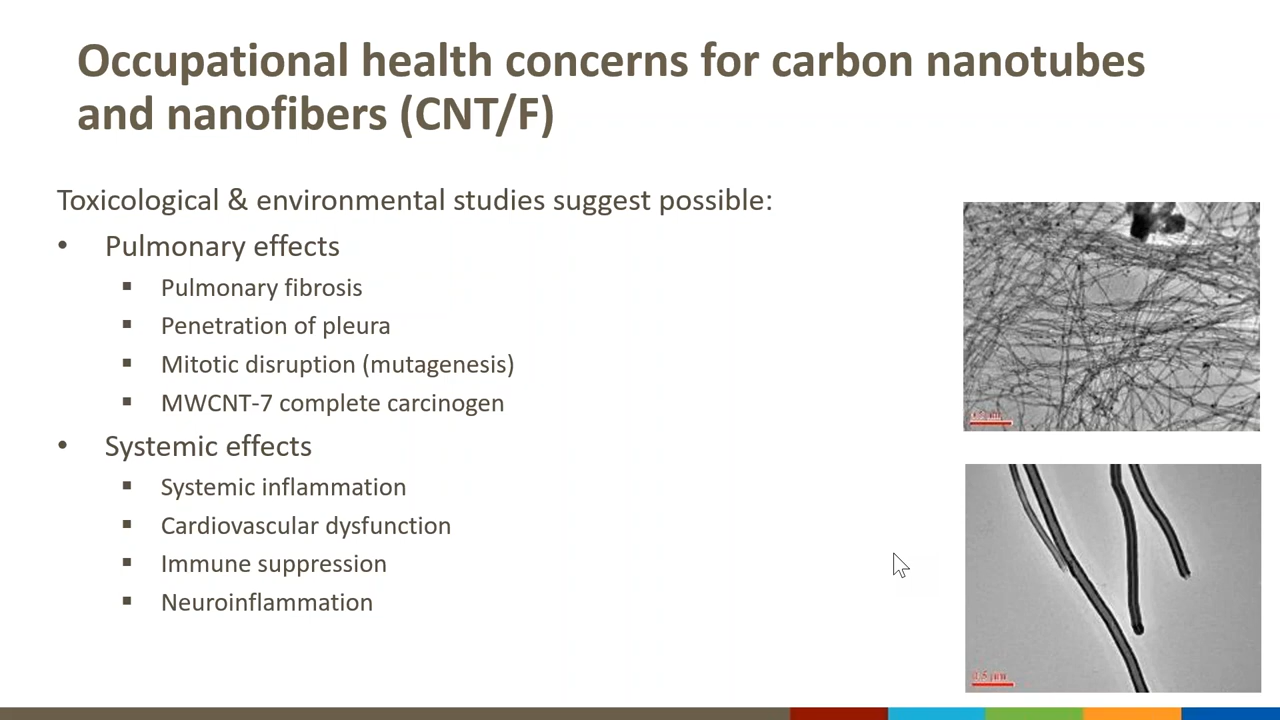 Occupational health concerns for carbon nanotubes
and nanofibers (CNT/F)
Toxicological & environmental studies suggest possible:
• Pulmonary effects
▪ Pulmonary fibrosis
▪ Penetration of pleura
▪ Mitotic disruption (mutagenesis)
▪ MWCNT-7 complete carcinogen
• Systemic effects
▪ Systemic inflammation
▪ Cardiovascular dysfunction
▪ Immune suppression
▪ Neuroinflammation